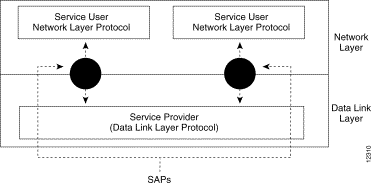 Service User
Network Layer Protocol
Service User
Network Layer Protocol
Network
Layer
Data Link
Layer
Service Provider
(Data Link Layer Protocol)
SAPs
12310